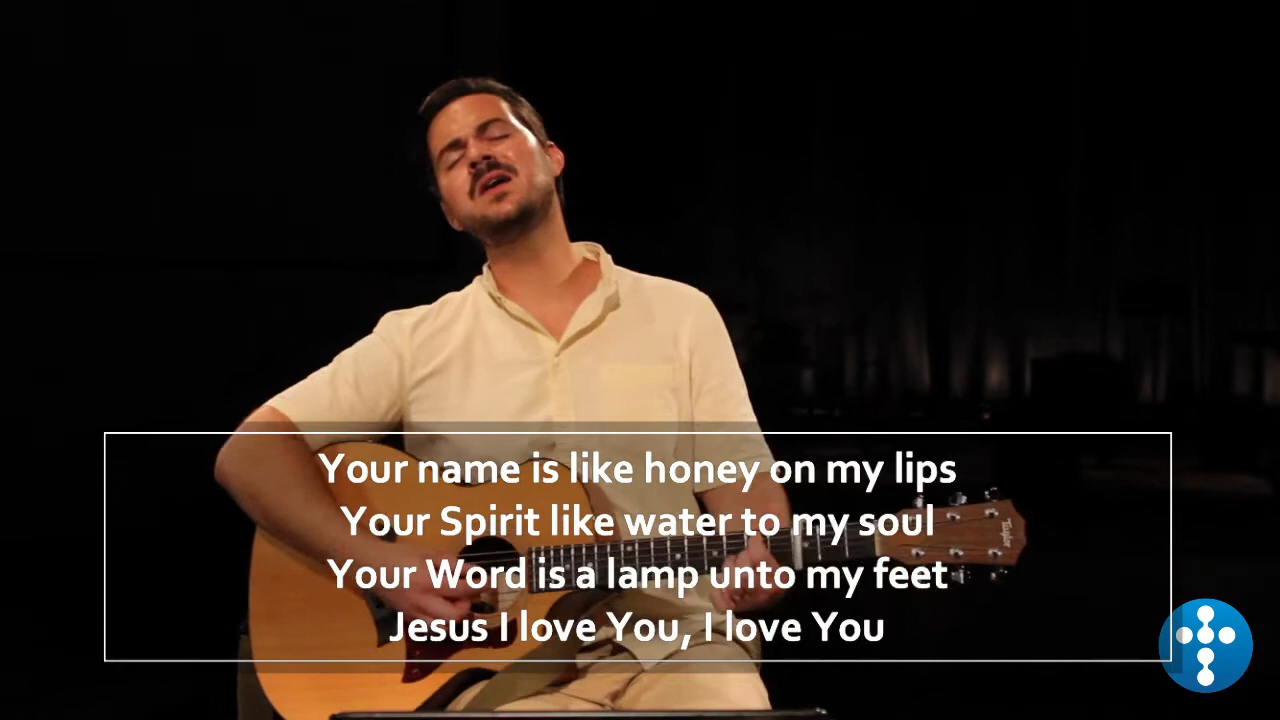 Your name is like honey on my lips
Your Spirit like water to my soul
Your Word is a lamp unto my feet
Jesus I love You, I love You
Taylor